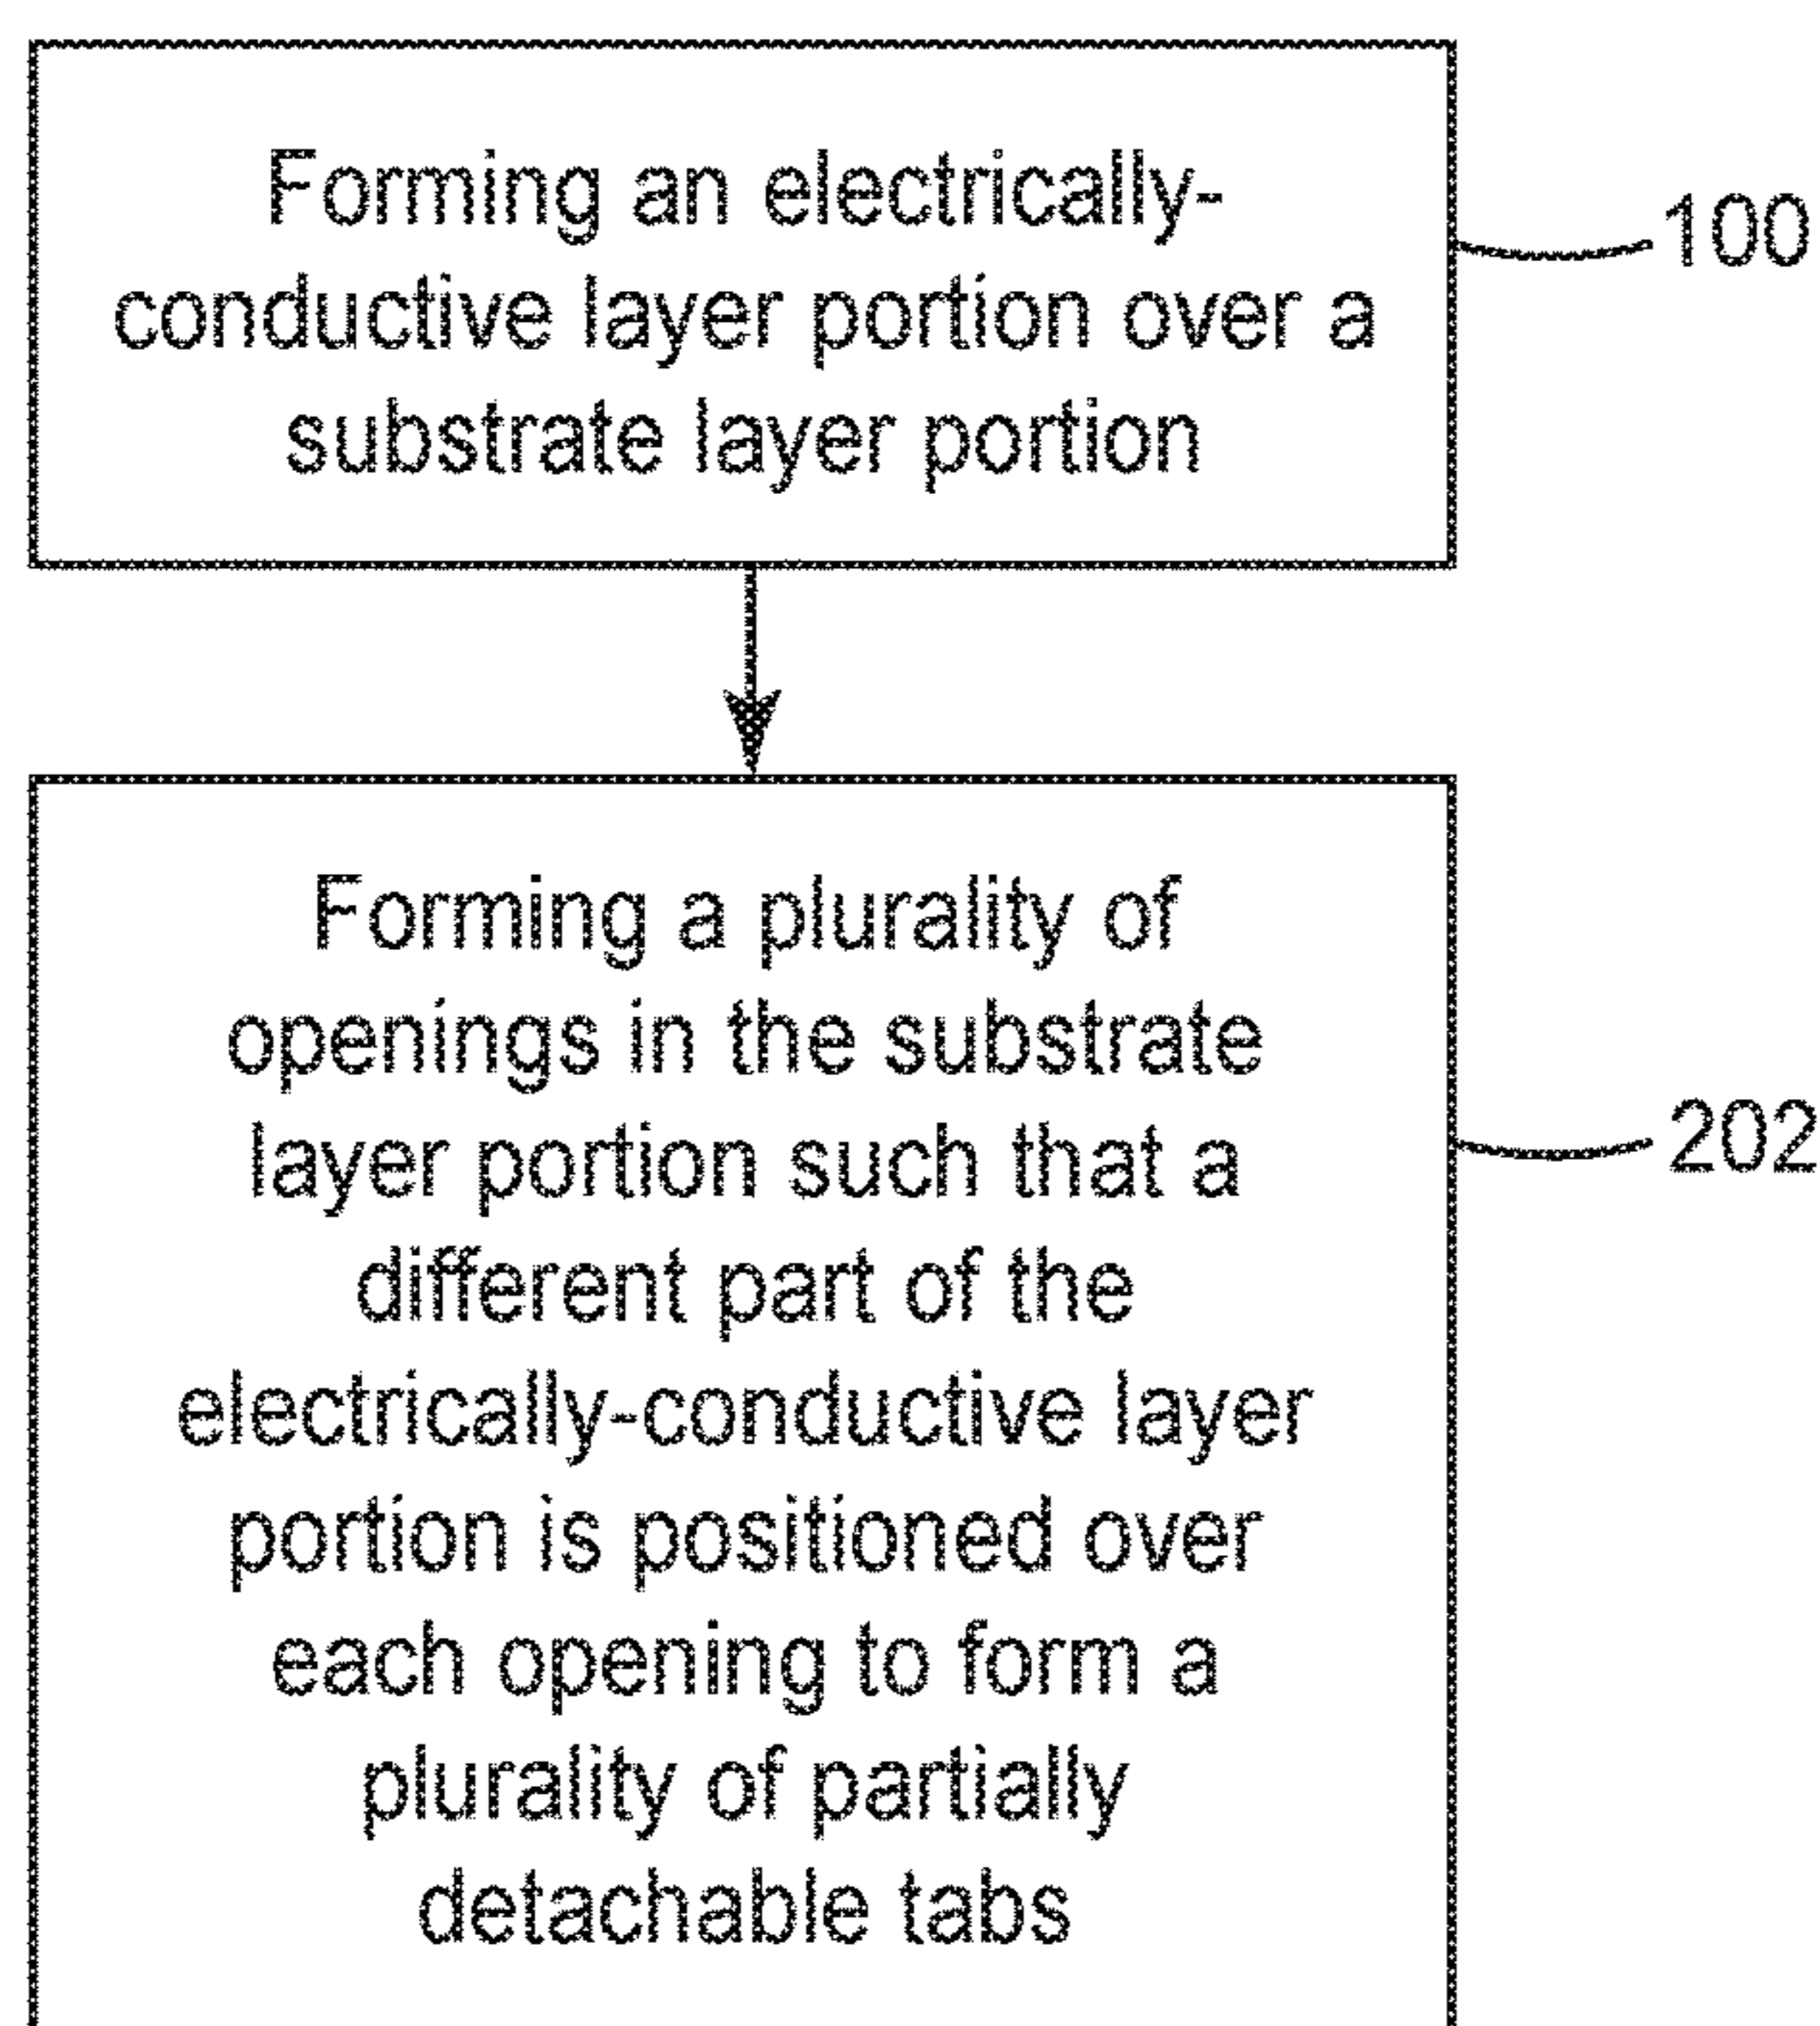 Forming an electrically-
conductive layer portion over a
substrate layer portion
100
Forming a plurality of
openings in the substrate
layer portion such that a
different part of the
electrically-conductive layer
portion is positioned over
each opening to form a
plurality of partially
detachable tabs
202